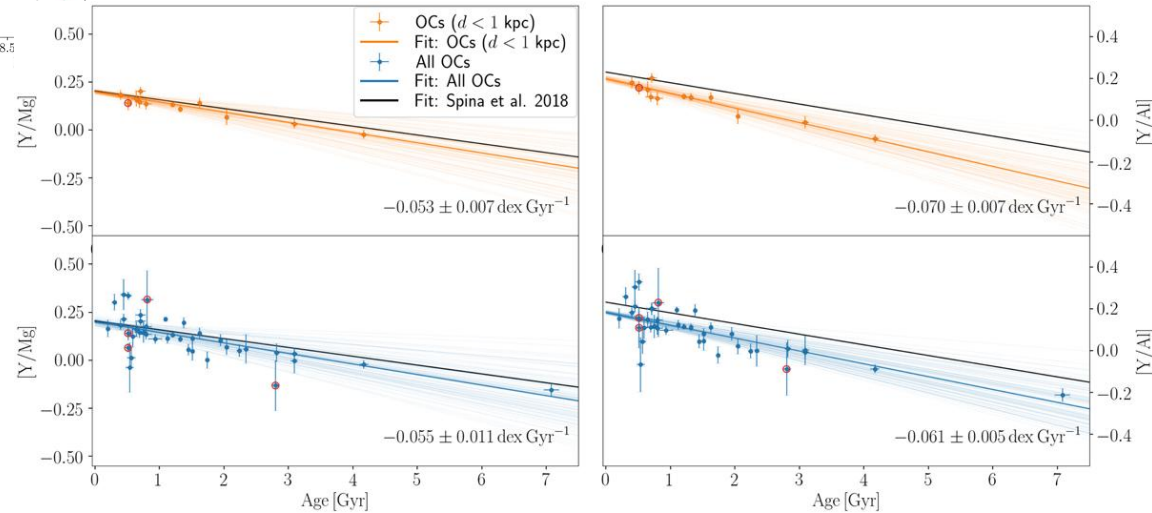 8.5
0.50
0.25
0.00
−0.25
−0.50
[Y/Mg]
OCs (d < 1 kpc)
Fit: OCs (d < 1 kpc)
All OCs
Fit: All OCs
Fit: Spina et al. 2018
−0.053 ± 0.007 dex Gyr⁻¹
0.4
0.2
0.0
−0.2
−0.4
[Y/Al]
−0.070 ± 0.007 dex Gyr⁻¹
0.50
0.25
0.00
−0.25
−0.50
[Y/Mg]
−0.055 ± 0.011 dex Gyr⁻¹
0 1 2 3 4 5 6 7
Age [Gyr]
0.4
0.2
0.0
−0.2
−0.4
[Y/Al]
−0.061 ± 0.005 dex Gyr⁻¹
0 1 2 3 4 5 6 7
Age [Gyr]